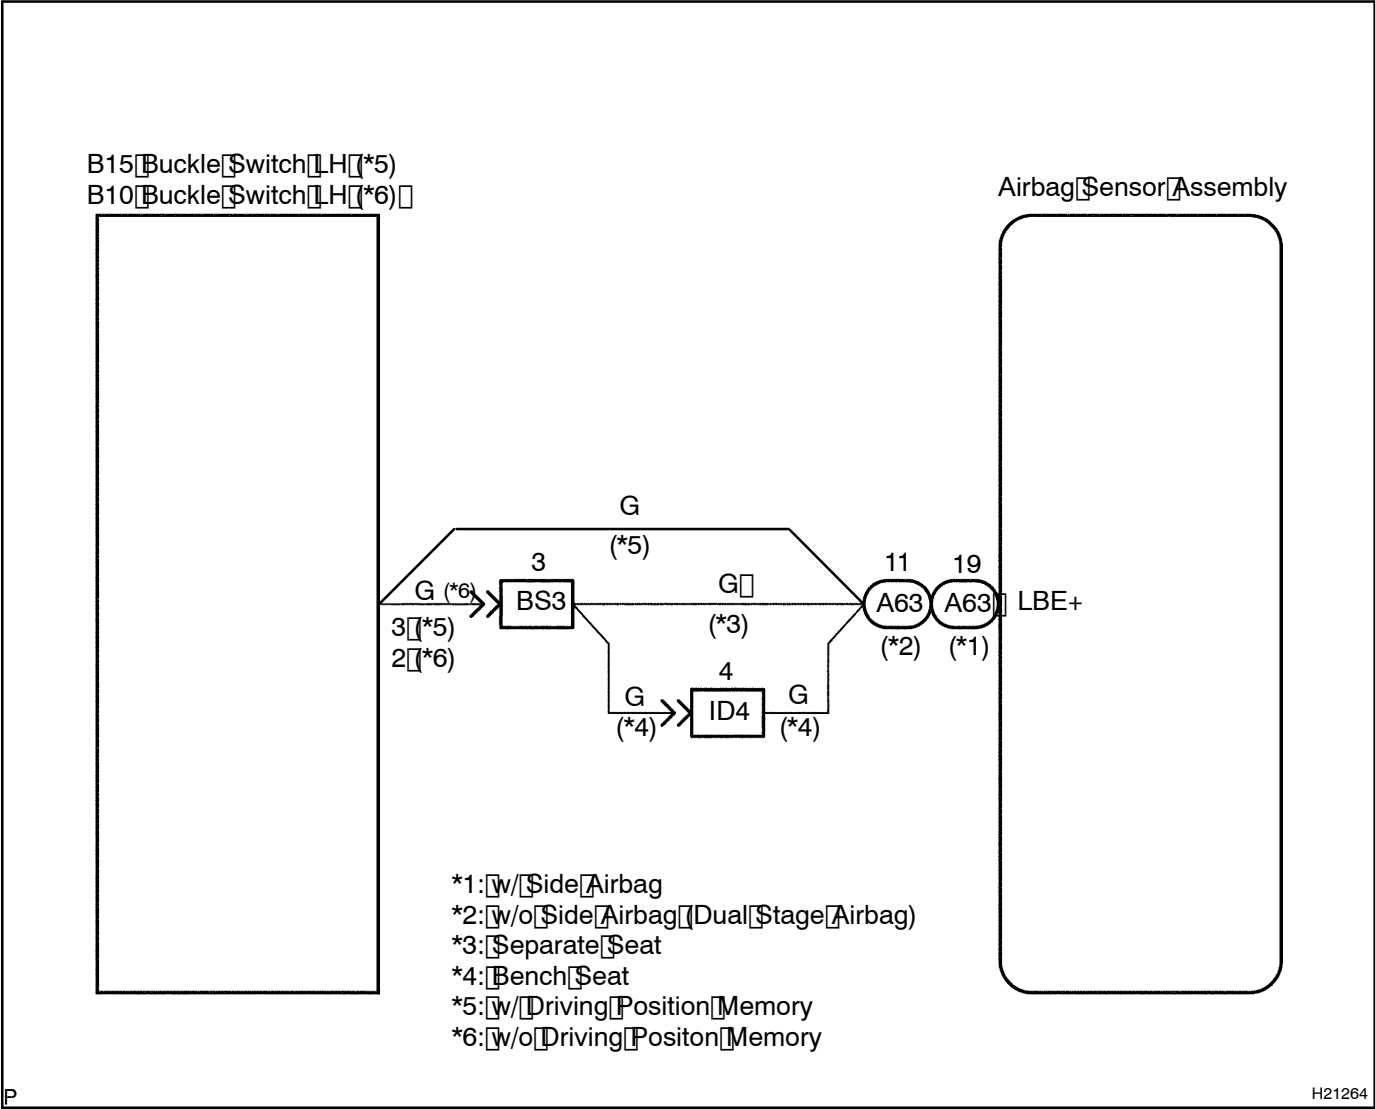 B15 Buckle Switch LH (*5)
B10 Buckle Switch LH (*6)
Airbag Sensor Assembly
G
(*5)
3
11
19
G (*6)
BS3
G
(*3)
A63
A63
LBE+
3 (*5)
2 (*6)
(*2)
(*1)
4
G
ID4
G
(*4)
(*4)
*1: w/ Side Airbag
*2: w/o Side Airbag (Dual Stage Airbag)
*3: Separate Seat
*4: Bench Seat
*5: w/ Driving Position Memory
*6: w/o Driving Positon Memory
P
H21264